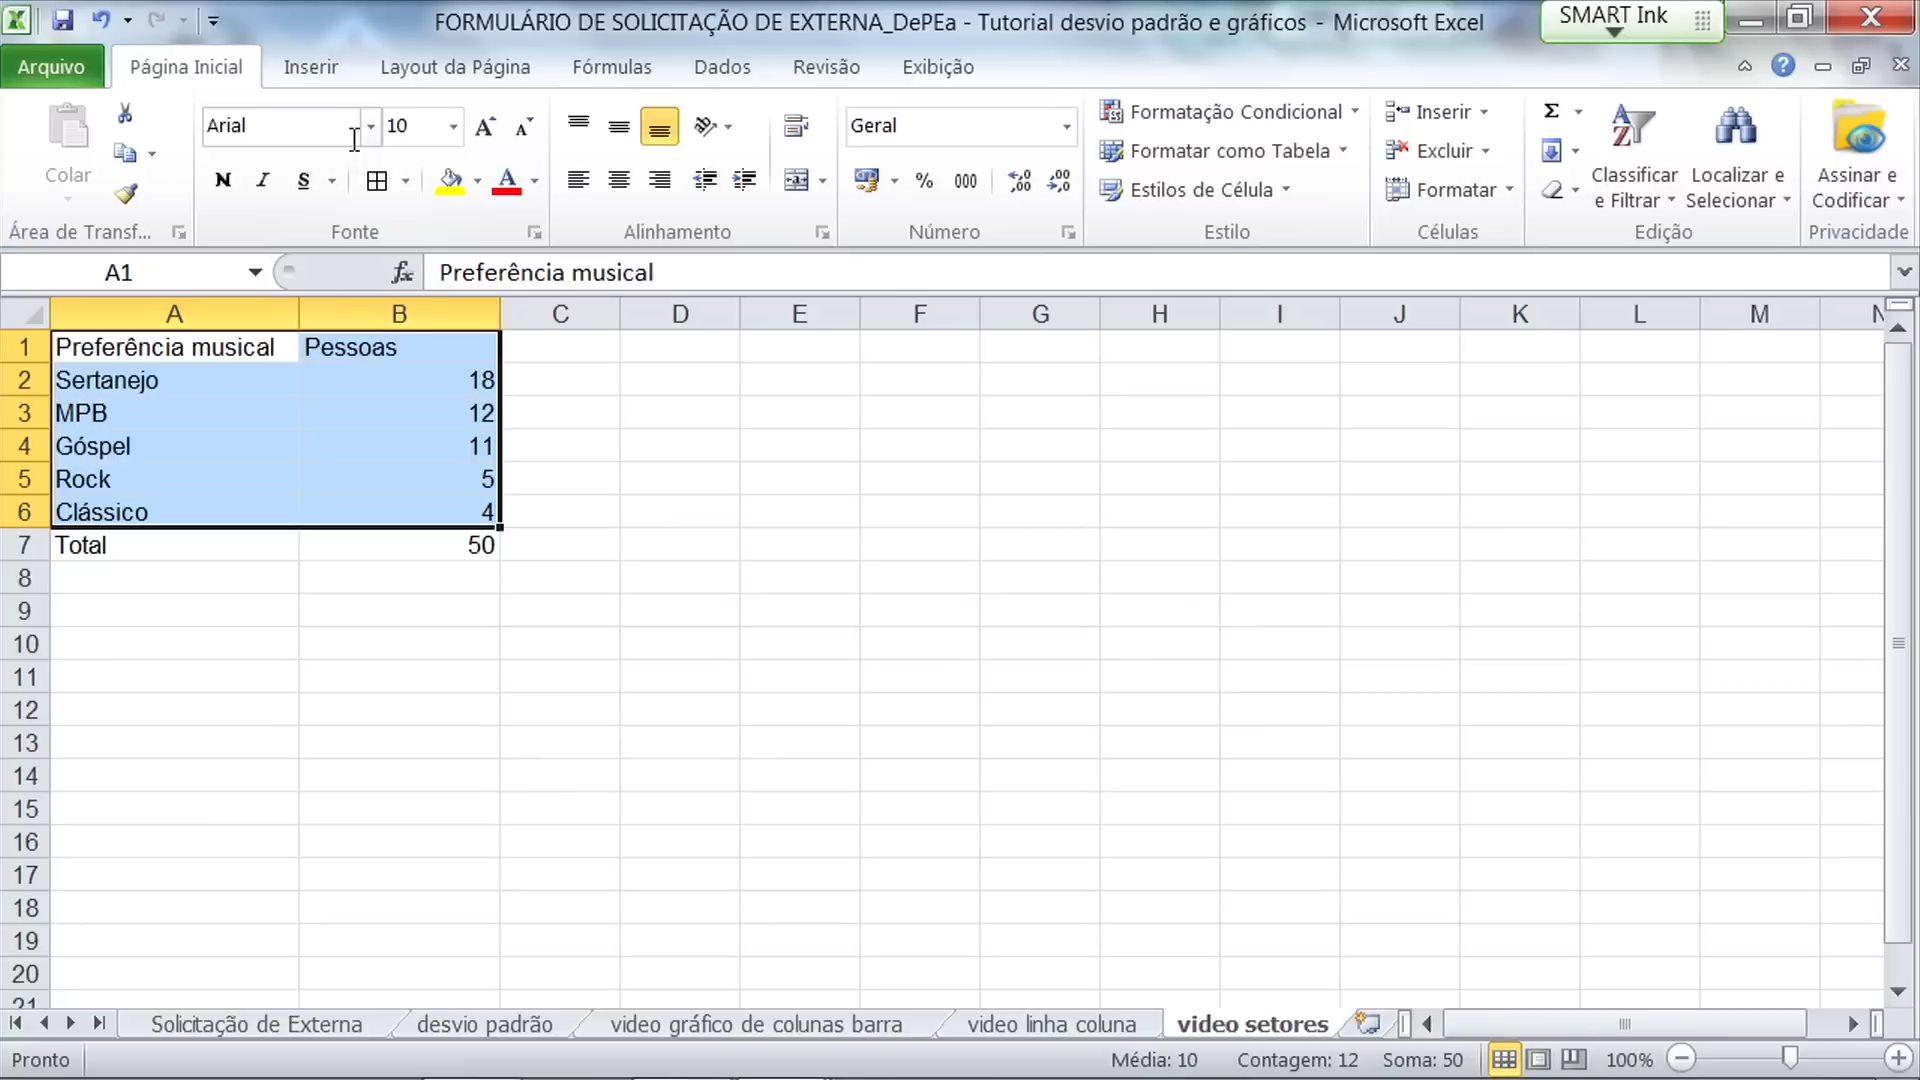 FORMULÁRIO DE SOLICITAÇÃO DE EXTERNA_DePEa - Tutorial desvio padrão e gráficos - Microsoft Excel
SMART Ink
Arquivo Página Inicial Inserir Layout da Página Fórmulas Dados Revisão Exibição
Colar
Área de Transf...
Arial 10
N I S
Fonte
Alinhamento
Geral
% 000
Número
Formatação Condicional
Formatar como Tabela
Estilos de Célula
Estilo
Inserir
Excluir
Formatar
Células
Σ
Classificar e Filtrar
Localizar e Selecionar
Edição
Assinar e Codificar
Privacidade
A1 fx Preferência musical
A B C D E F G H I J K L M N
1 Preferência musical Pessoas
2 Sertanejo 18
3 MPB 12
4 Góspel 11
5 Rock 5
6 Clássico 4
7 Total 50
8
9
10
11
12
13
14
15
16
17
18
19
20
21
Solicitação de Externa desvio padrão video gráfico de colunas barra video linha coluna video setores
Pronto Média: 10 Contagem: 12 Soma: 50 100%